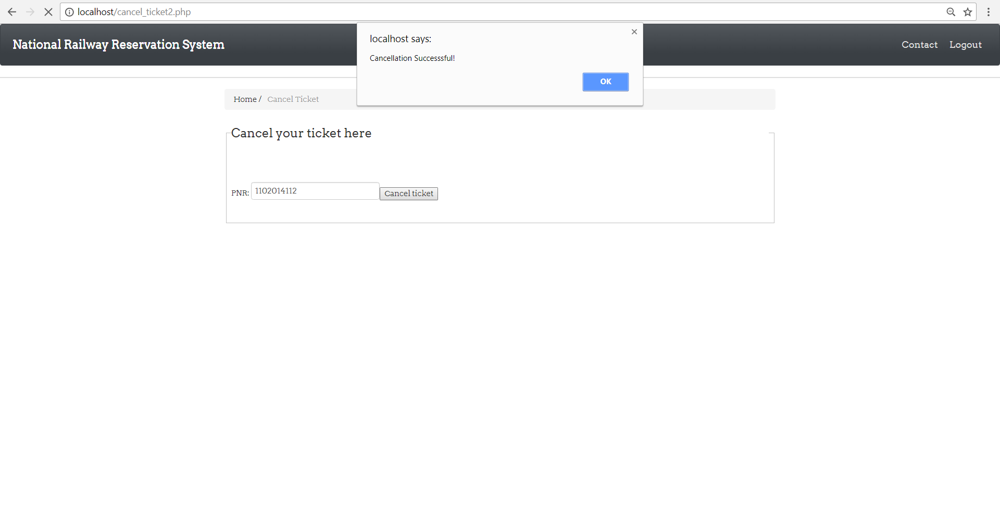 localhost/cancel_ticket2.php
National Railway Reservation System
Contact Logout
localhost says:
Cancellation Successsful!
OK
Home / Cancel Ticket
Cancel your ticket here
PNR: 1102014112 Cancel ticket